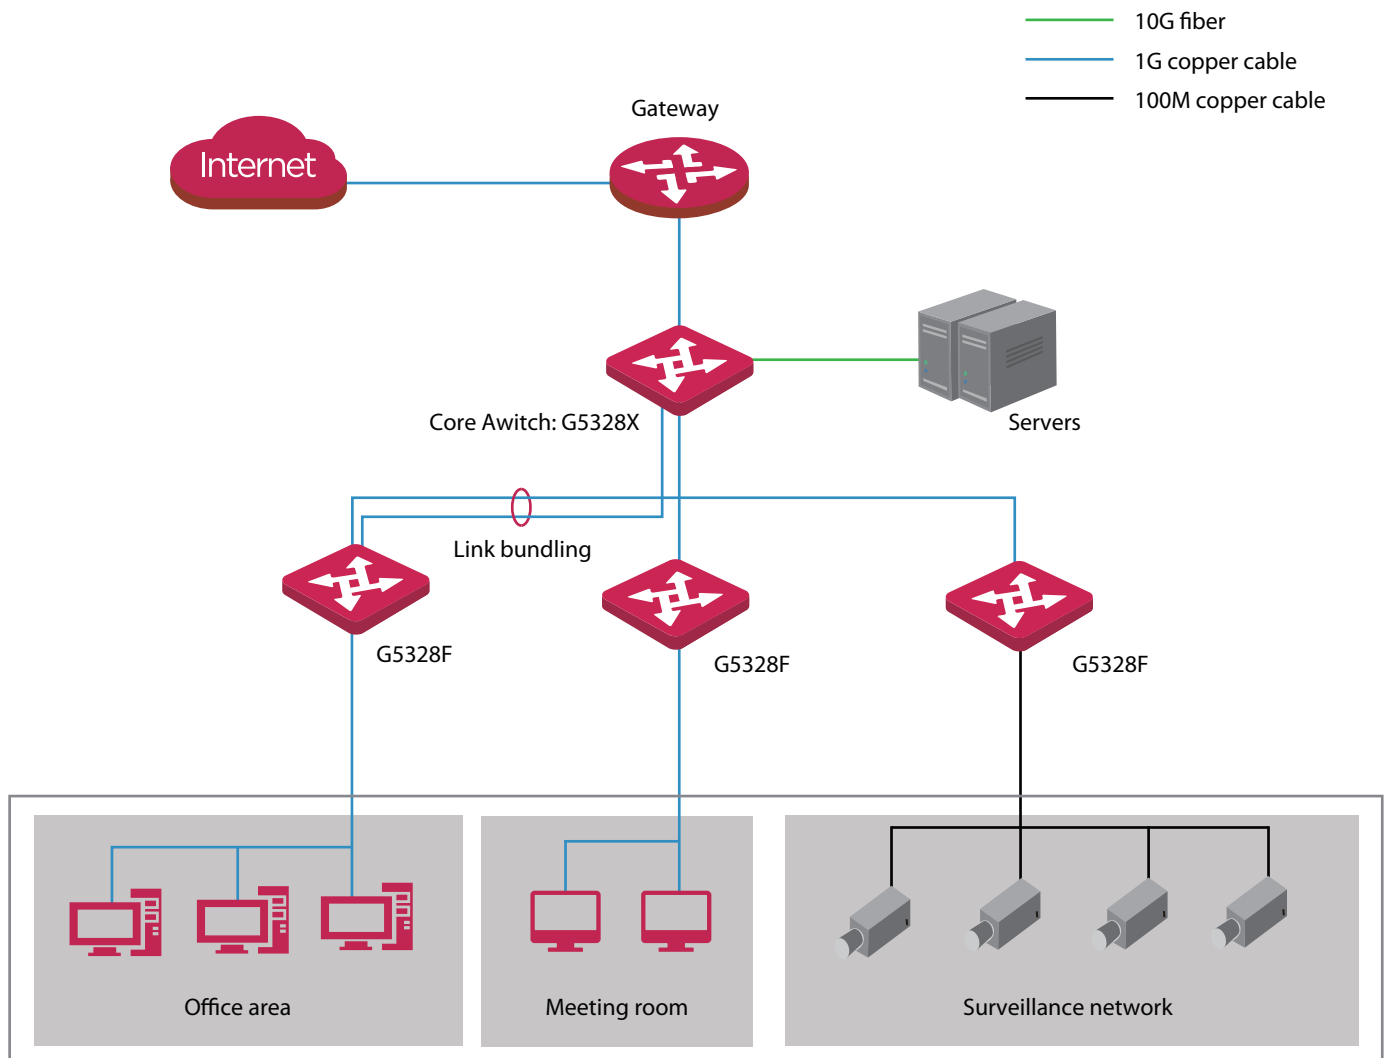 10G fiber
1G copper cable
100M copper cable
Gateway
Internet
Core Awitch: G5328X
Servers
Link bundling
G5328F
G5328F
G5328F
Office area
Meeting room
Surveillance network